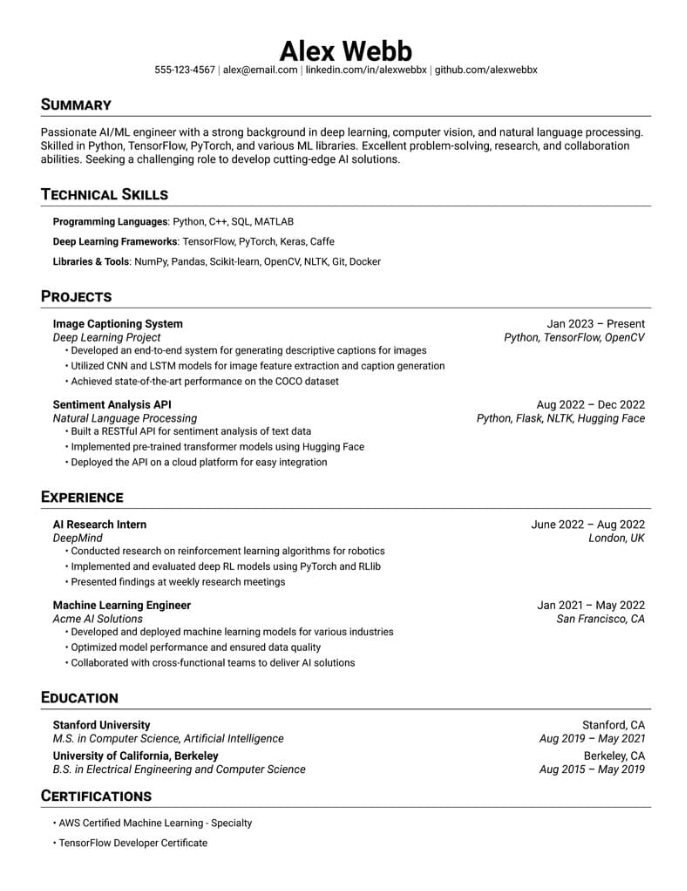 Alex Webb
555-123-4567 | alex@email.com | linkedin.com/in/alexwebbx | github.com/alexwebbx
Summary
Passionate AI/ML engineer with a strong background in deep learning, computer vision, and natural language processing.
Skilled in Python, TensorFlow, PyTorch, and various ML libraries. Excellent problem-solving, research, and collaboration
abilities. Seeking a challenging role to develop cutting-edge AI solutions.
Technical Skills
Programming Languages: Python, C++, SQL, MATLAB
Deep Learning Frameworks: TensorFlow, PyTorch, Keras, Caffe
Libraries & Tools: NumPy, Pandas, Scikit-learn, OpenCV, NLTK, Git, Docker
Projects
Image Captioning System Jan 2023 – Present
Deep Learning Project Python, TensorFlow, OpenCV
• Developed an end-to-end system for generating descriptive captions for images
• Utilized CNN and LSTM models for image feature extraction and caption generation
• Achieved state-of-the-art performance on the COCO dataset
Sentiment Analysis API Aug 2022 – Dec 2022
Natural Language Processing Python, Flask, NLTK, Hugging Face
• Built a RESTful API for sentiment analysis of text data
• Implemented pre-trained transformer models using Hugging Face
• Deployed the API on a cloud platform for easy integration
Experience
AI Research Intern June 2022 – Aug 2022
DeepMind London, UK
• Conducted research on reinforcement learning algorithms for robotics
• Implemented and evaluated deep RL models using PyTorch and RLlib
• Presented findings at weekly research meetings
Machine Learning Engineer Jan 2021 – May 2022
Acme AI Solutions San Francisco, CA
• Developed and deployed machine learning models for various industries
• Optimized model performance and ensured data quality
• Collaborated with cross-functional teams to deliver AI solutions
Education
Stanford University Stanford, CA
M.S. in Computer Science, Artificial Intelligence Aug 2019 – May 2021
University of California, Berkeley Berkeley, CA
B.S. in Electrical Engineering and Computer Science Aug 2015 – May 2019
Certifications
• AWS Certified Machine Learning - Specialty
• TensorFlow Developer Certificate